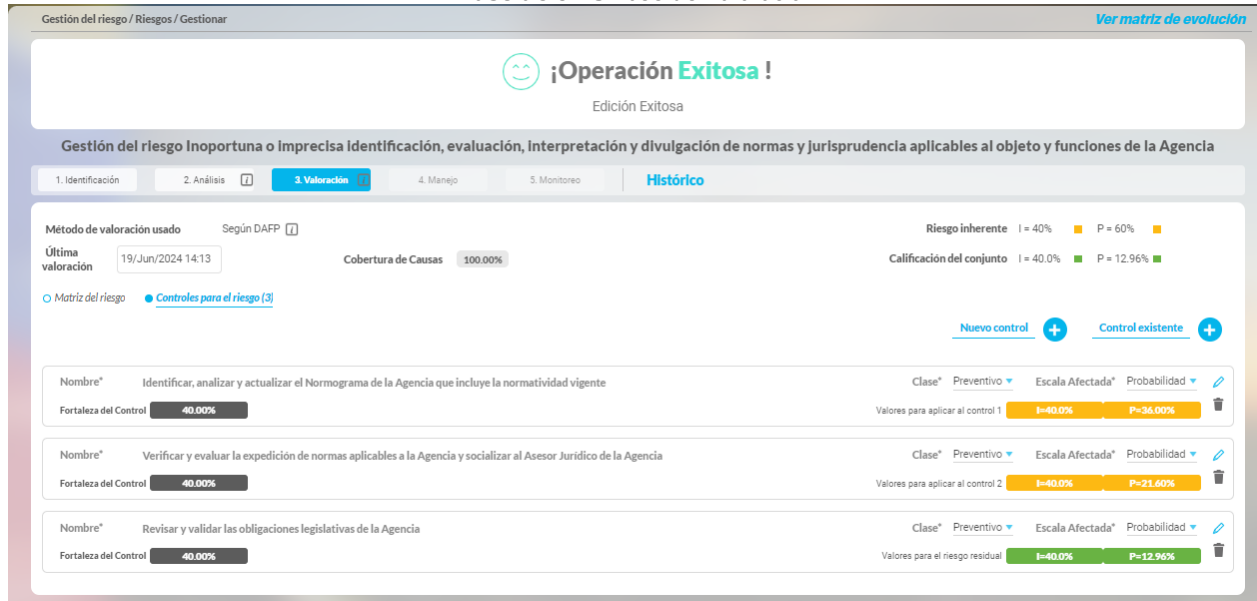 Gestión del riesgo / Riesgos / Gestionar
Ver matriz de evolución
¡Operación Exitosa !
Edición Exitosa
Gestión del riesgo Inoportuna o imprecisa identificación, evaluación, interpretación y divulgación de normas y jurisprudencia aplicables al objeto y funciones de la Agencia
1. Identificación 2. Análisis i 3. Valoración i 4. Manejo 5. Monitoreo Histórico
Método de valoración usado Según DAFP i Riesgo inherente I = 40% P = 60%
Última valoración 19/Jun/2024 14:13 Cobertura de Causas 100.00% Calificación del conjunto I = 40.0% P = 12.96%
Matriz del riesgo Controles para el riesgo (3)
Nuevo control + Control existente +
Nombre* Identificar, analizar y actualizar el Normograma de la Agencia que incluye la normatividad vigente Clase* Preventivo Escala Afectada* Probabilidad
Fortaleza del Control 40.00% Valores para aplicar al control 1 I=40.0% P=36.00%
Nombre* Verificar y evaluar la expedición de normas aplicables a la Agencia y socializar al Asesor Jurídico de la Agencia Clase* Preventivo Escala Afectada* Probabilidad
Fortaleza del Control 40.00% Valores para aplicar al control 2 I=40.0% P=21.60%
Nombre* Revisar y validar las obligaciones legislativas de la Agencia Clase* Preventivo Escala Afectada* Probabilidad
Fortaleza del Control 40.00% Valores para el riesgo residual I=40.0% P=12.96%